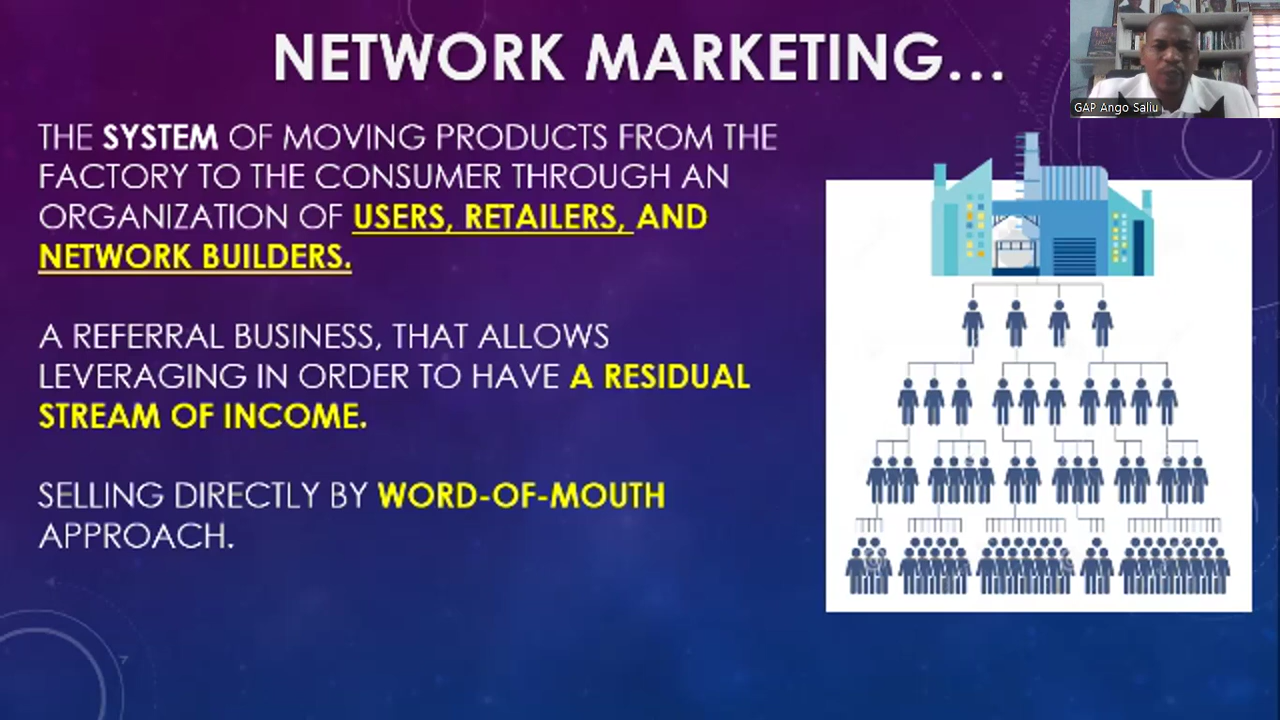 NETWORK MARKETING...
GAP Ango Saliu
THE SYSTEM OF MOVING PRODUCTS FROM THE
FACTORY TO THE CONSUMER THROUGH AN
ORGANIZATION OF USERS, RETAILERS, AND
NETWORK BUILDERS.
A REFERRAL BUSINESS, THAT ALLOWS
LEVERAGING IN ORDER TO HAVE A RESIDUAL
STREAM OF INCOME.
SELLING DIRECTLY BY WORD-OF-MOUTH
APPROACH.